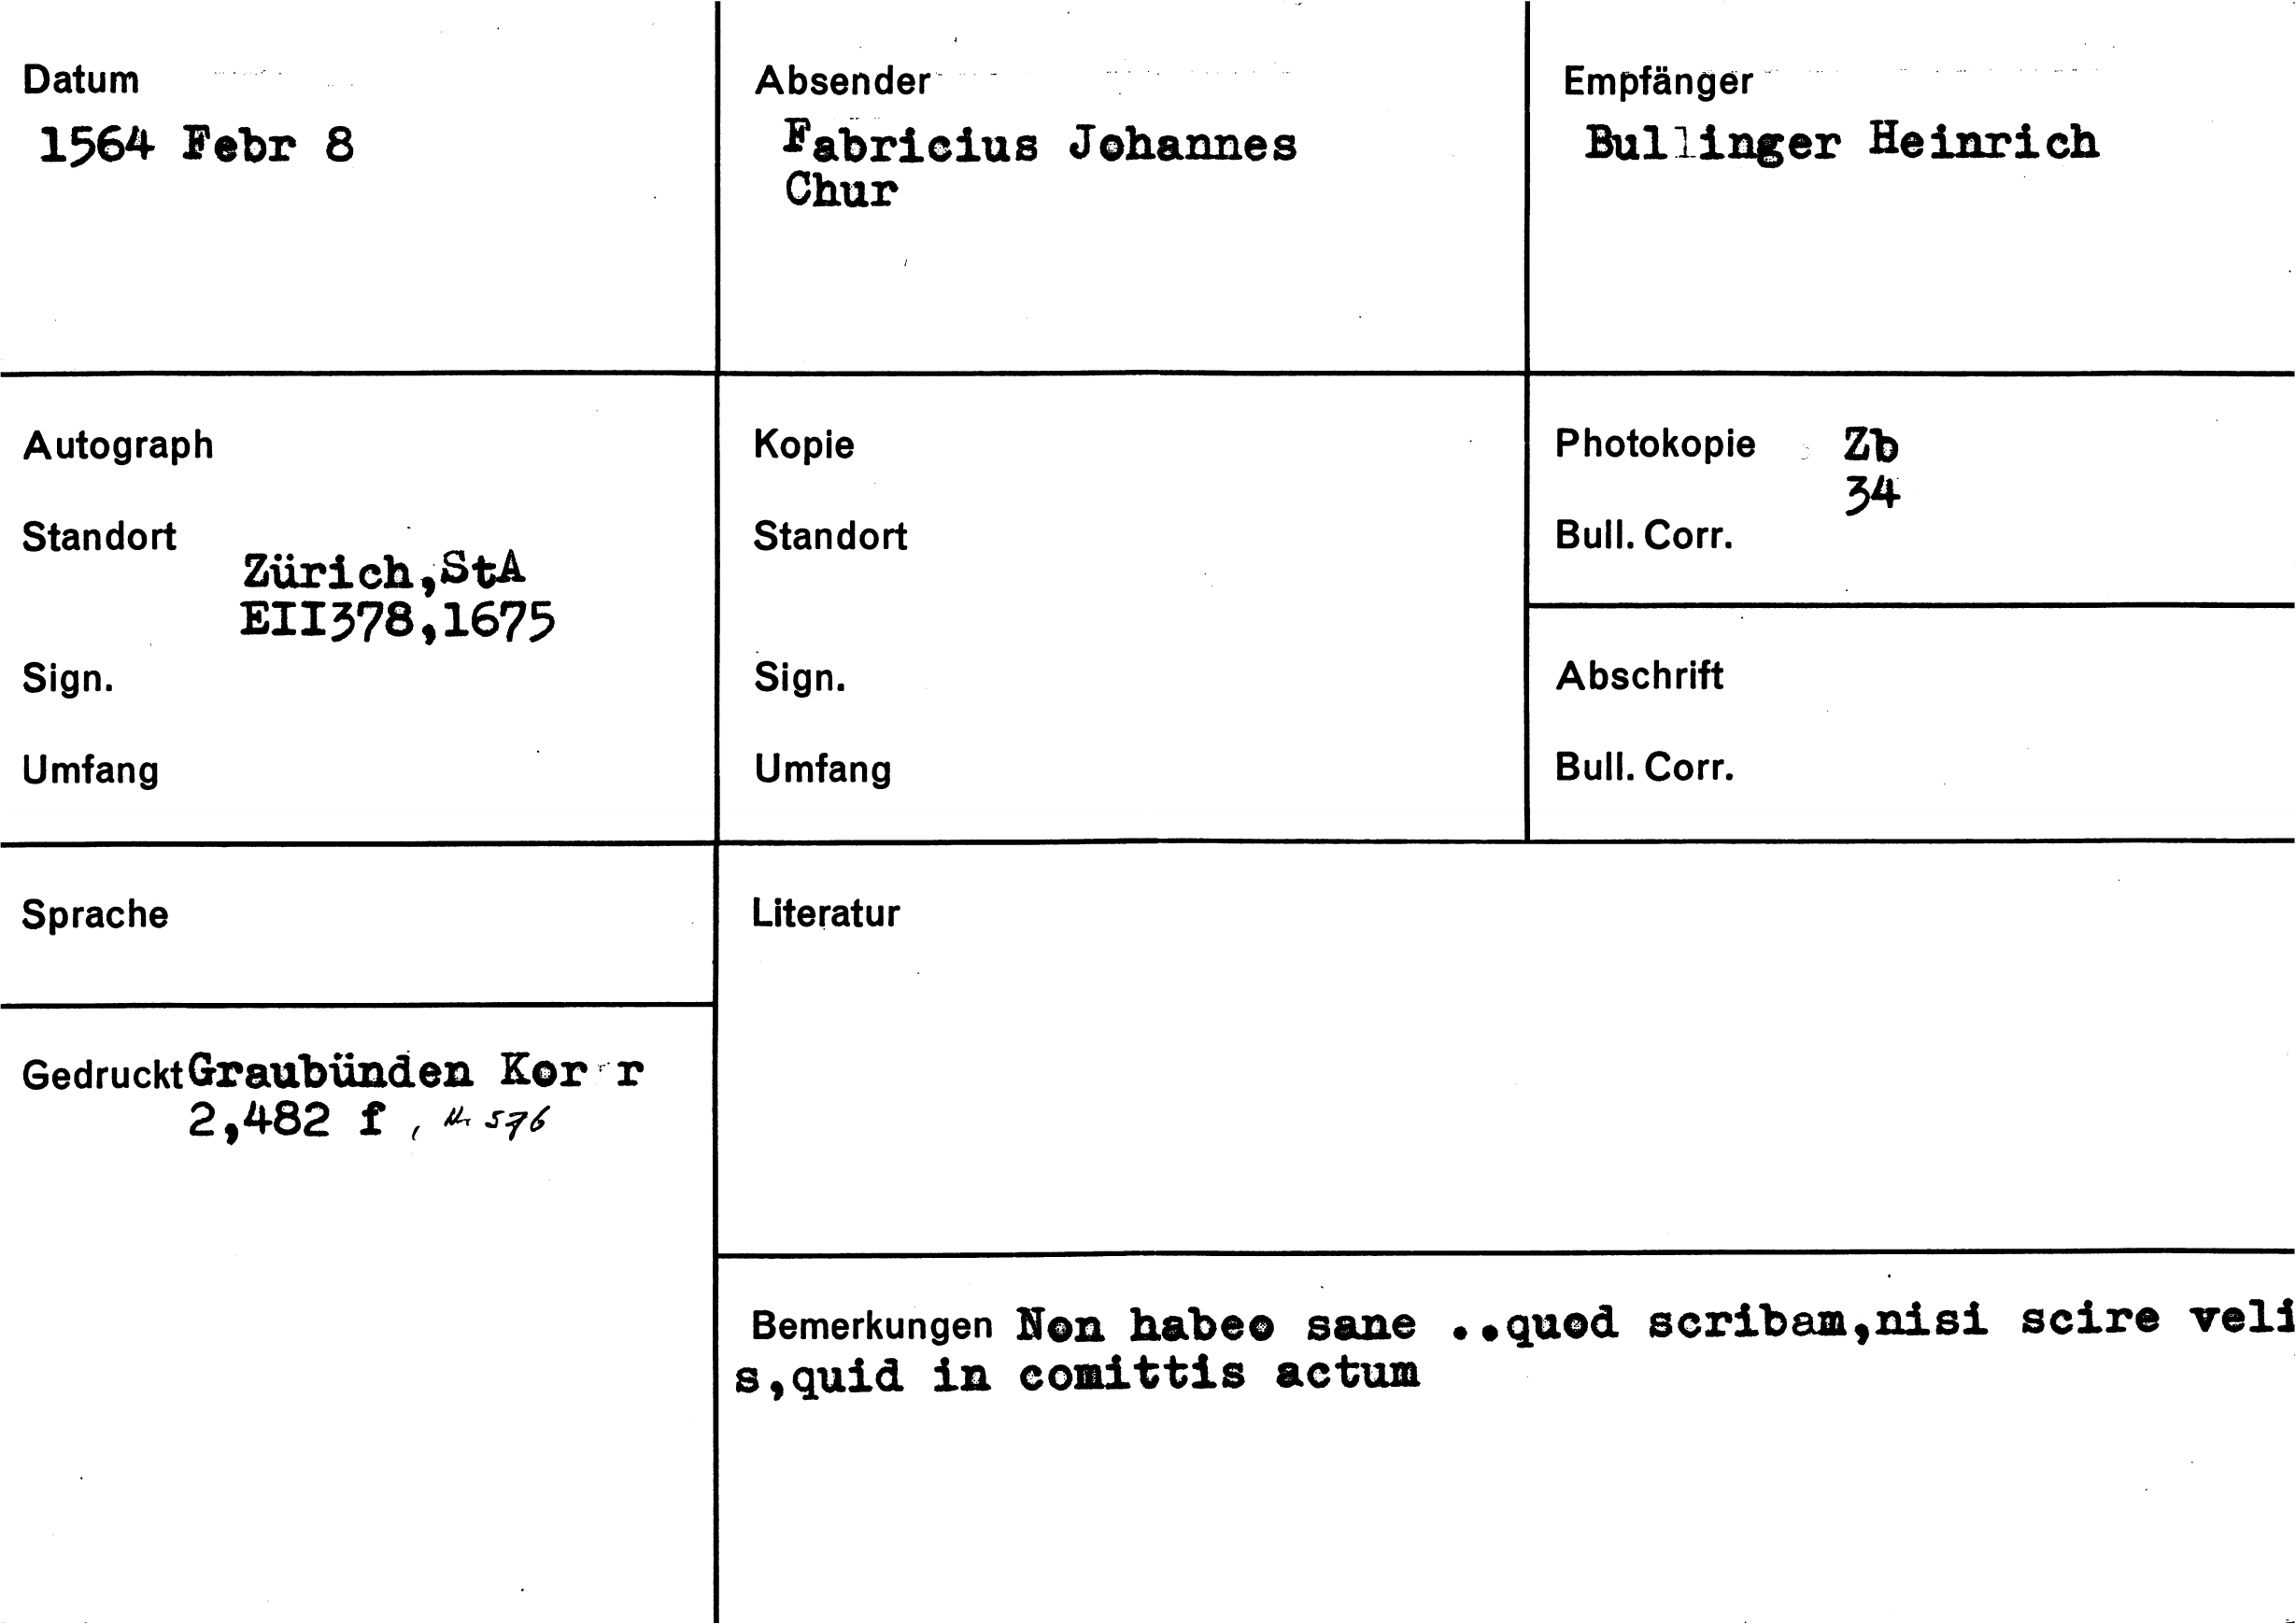 Datum
1564 Febr 8
Absender
Fabricius Johannes
Chur
Empfänger
Bullinger Heinrich
Autograph
Standort
Zürich,StA
EII378,1675
Sign.
Umfang
Kopie
Standort
Sign.
Umfang
Photokopie Zb
34
Bull. Corr.
Abschrift
Bull. Corr.
Sprache
Gedruckt Graubünden Kor r
2,482 f , Nr 576
Literatur
Bemerkungen Non habeo sane ..quod scribam,nisi scire veli
s,quid in comittis actum